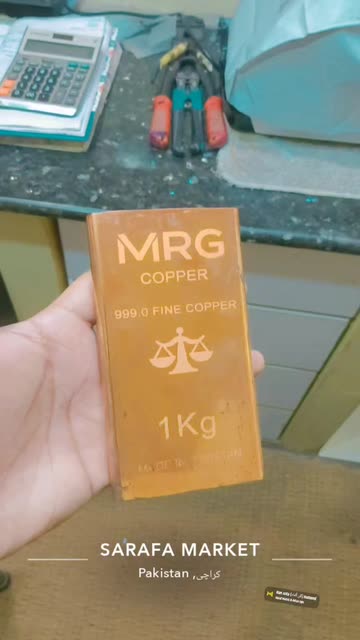 MRG
COPPER
999.0 FINE COPPER
1Kg
SARAFA MARKET
Pakistan ,کراچی